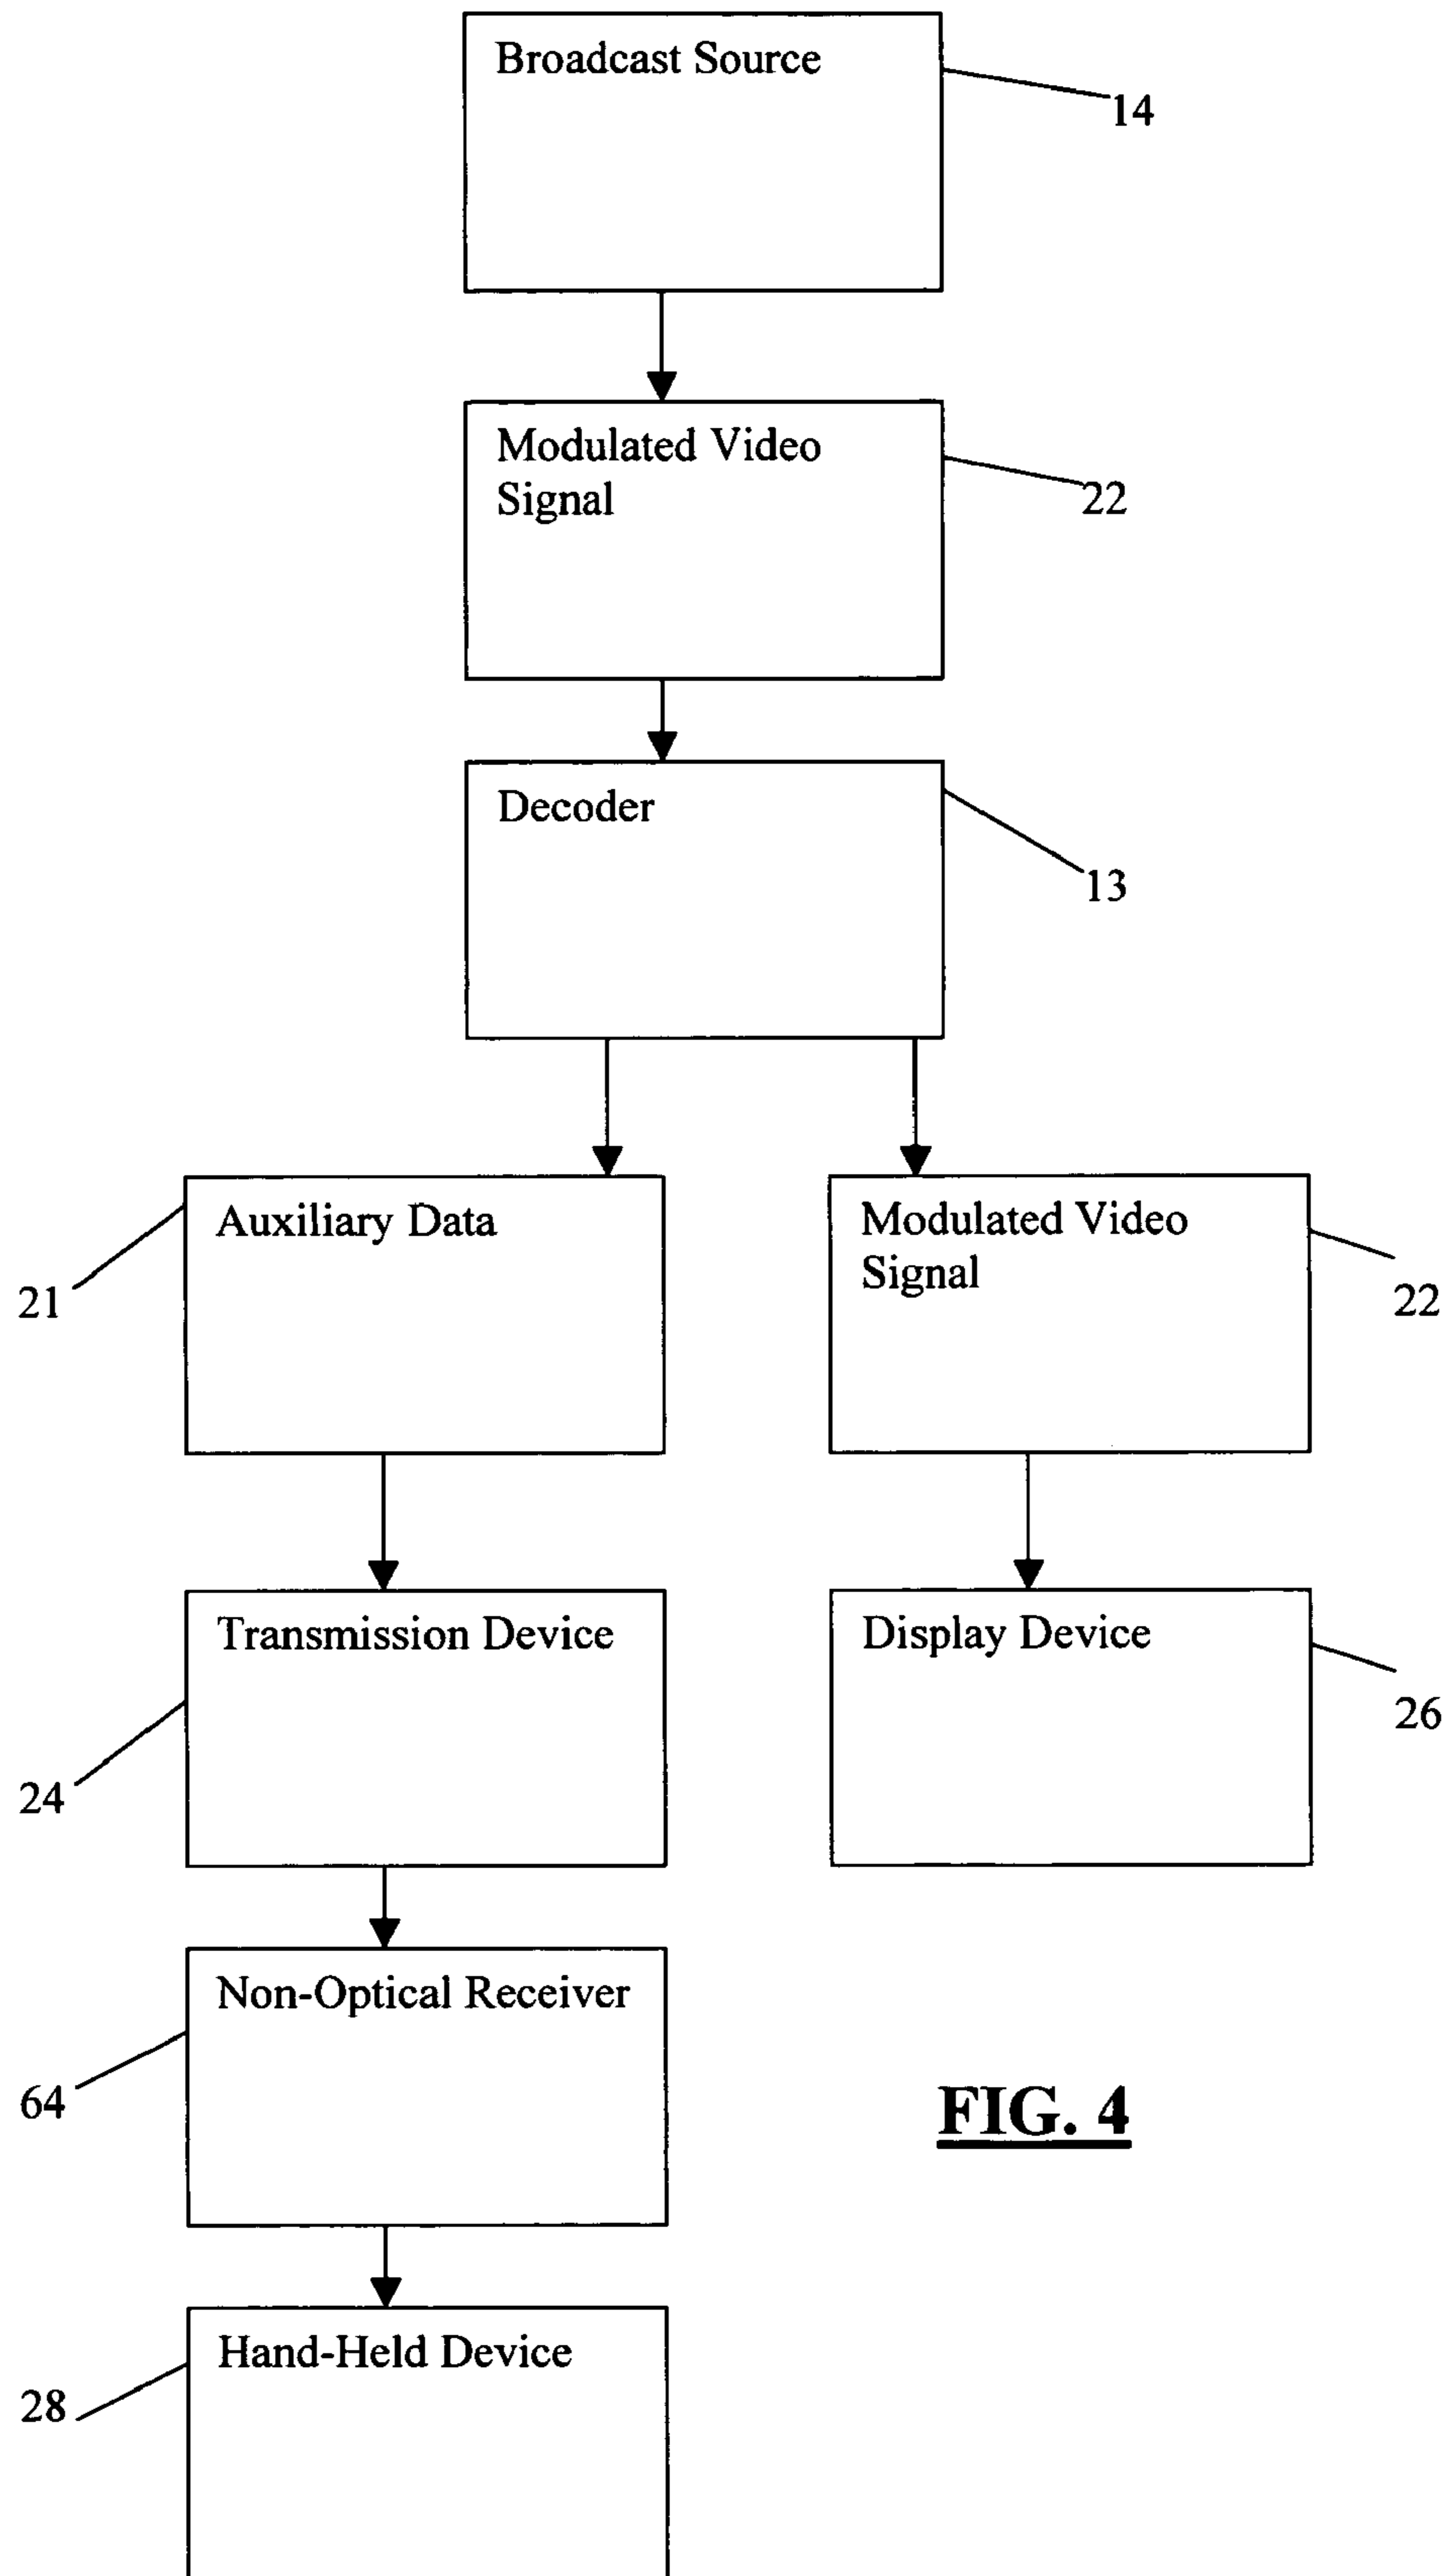 Broadcast Source
14
Modulated Video
Signal
22
Decoder
13
Auxiliary Data
21
Modulated Video
Signal
22
Transmission Device
24
Display Device
26
Non-Optical Receiver
64
FIG. 4
Hand-Held Device
28